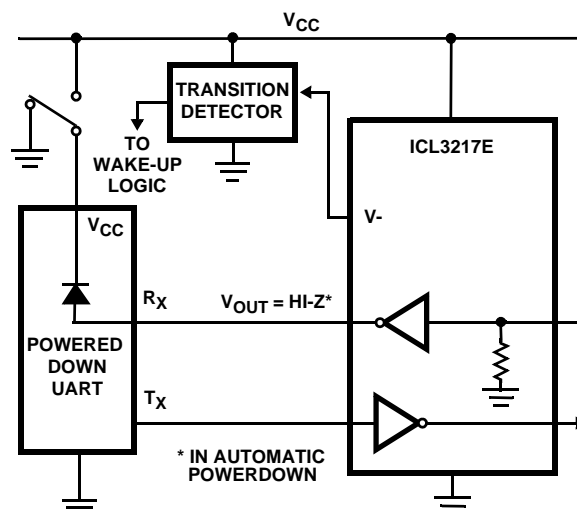 VCC
TRANSITION
DETECTOR
TO
WAKE-UP
LOGIC
ICL3217E
V-
VCC
RX
VOUT = HI-Z*
POWERED
DOWN
UART
TX
* IN AUTOMATIC
POWERDOWN